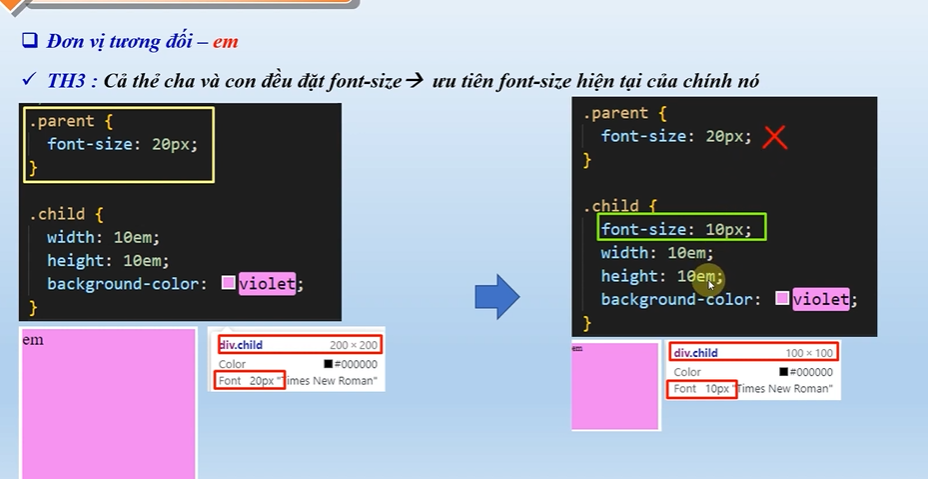 Đơn vị tương đối – em
TH3 : Cả thẻ cha và con đều đặt font-size→ ưu tiên font-size hiện tại của chính nó
.parent {
font-size: 20px;
}
.child {
width: 10em;
height: 10em;
background-color: violet;
}
em
div.child 200 × 200
Color #000000
Font 20px "Times New Roman"
.parent {
font-size: 20px;
}
.child {
font-size: 10px;
width: 10em;
height: 10em;
background-color: violet;
}
em
div.child 100 × 100
Color #000000
Font 10px "Times New Roman"